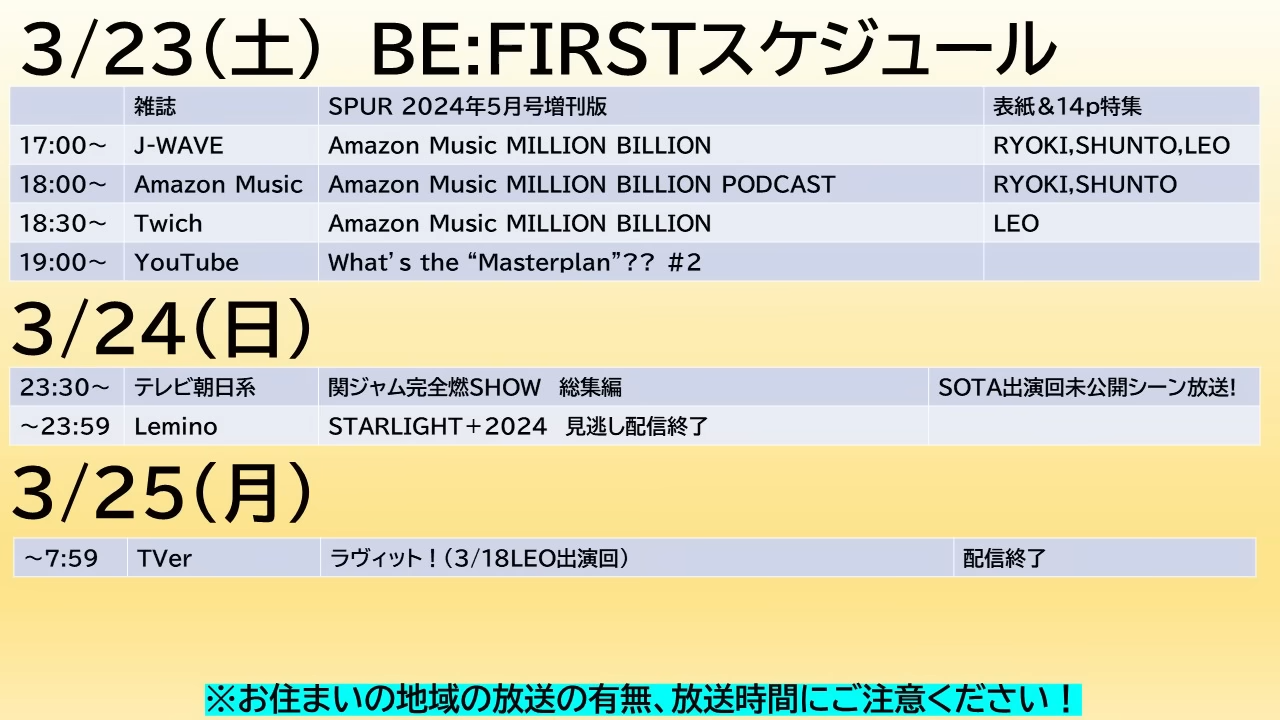 3/23(土) BE:FIRSTスケジュール
雑誌 SPUR 2024年5月号増刊版 表紙&14p特集
17:00～ J-WAVE Amazon Music MILLION BILLION RYOKI,SHUNTO,LEO
18:00～ Amazon Music Amazon Music MILLION BILLION PODCAST RYOKI,SHUNTO
18:30～ Twich Amazon Music MILLION BILLION LEO
19:00～ YouTube What's the “Masterplan”?? #2
3/24(日)
23:30～ テレビ朝日系 関ジャム完全燃SHOW 総集編 SOTA出演回未公開シーン放送!
～23:59 Lemino STARLIGHT+2024 見逃し配信終了
3/25(月)
～7:59 TVer ラヴィット!(3/18LEO出演回) 配信終了
※お住まいの地域の放送の有無、放送時間にご注意ください!